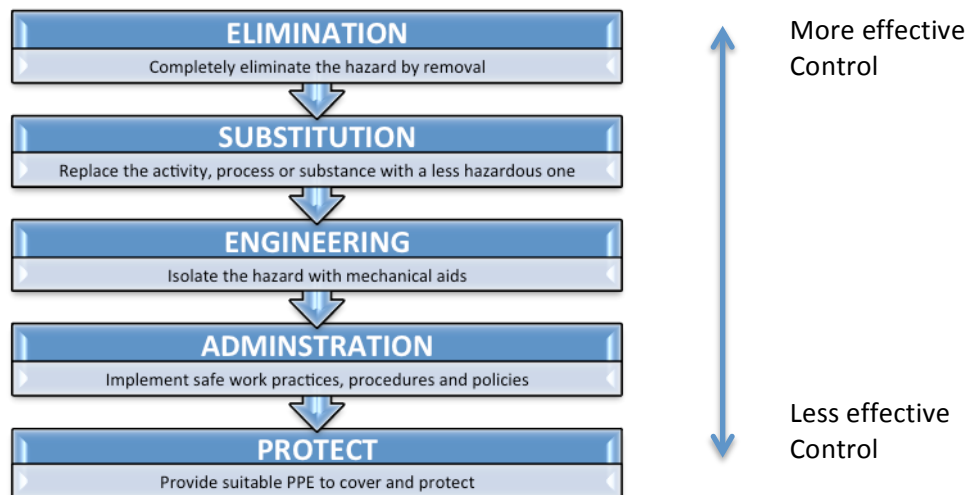 ELIMINATION
Completely eliminate the hazard by removal
SUBSTITUTION
Replace the activity, process or substance with a less hazardous one
ENGINEERING
Isolate the hazard with mechanical aids
ADMINSTRATION
Implement safe work practices, procedures and policies
PROTECT
Provide suitable PPE to cover and protect
More effective
Control
Less effective
Control